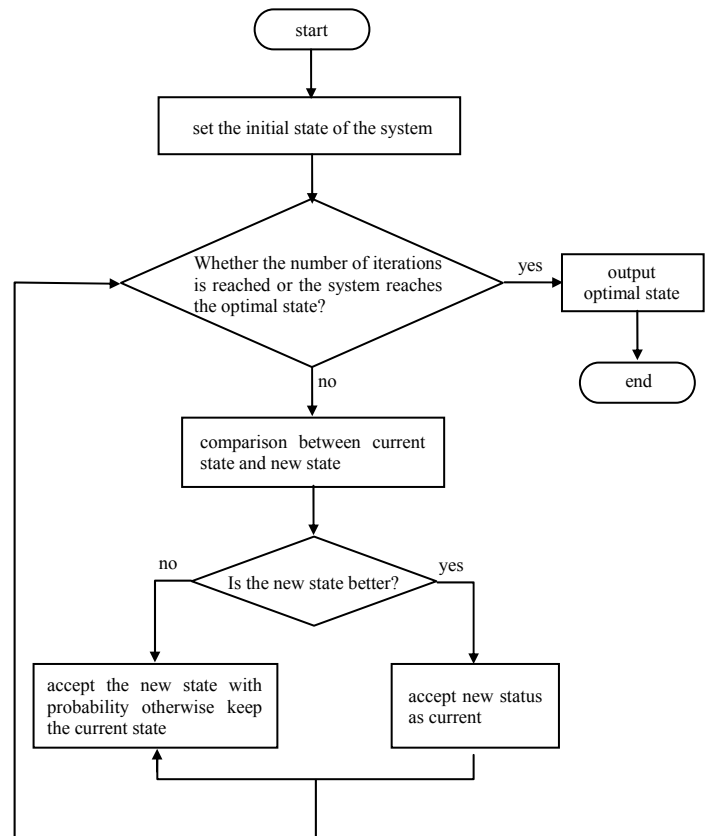 start
set the initial state of the system
Whether the number of iterations
is reached or the system reaches
the optimal state?
yes
output
optimal state
end
no
comparison between current
state and new state
Is the new state better?
no
yes
accept the new state with
probability otherwise keep
the current state
accept new status
as current